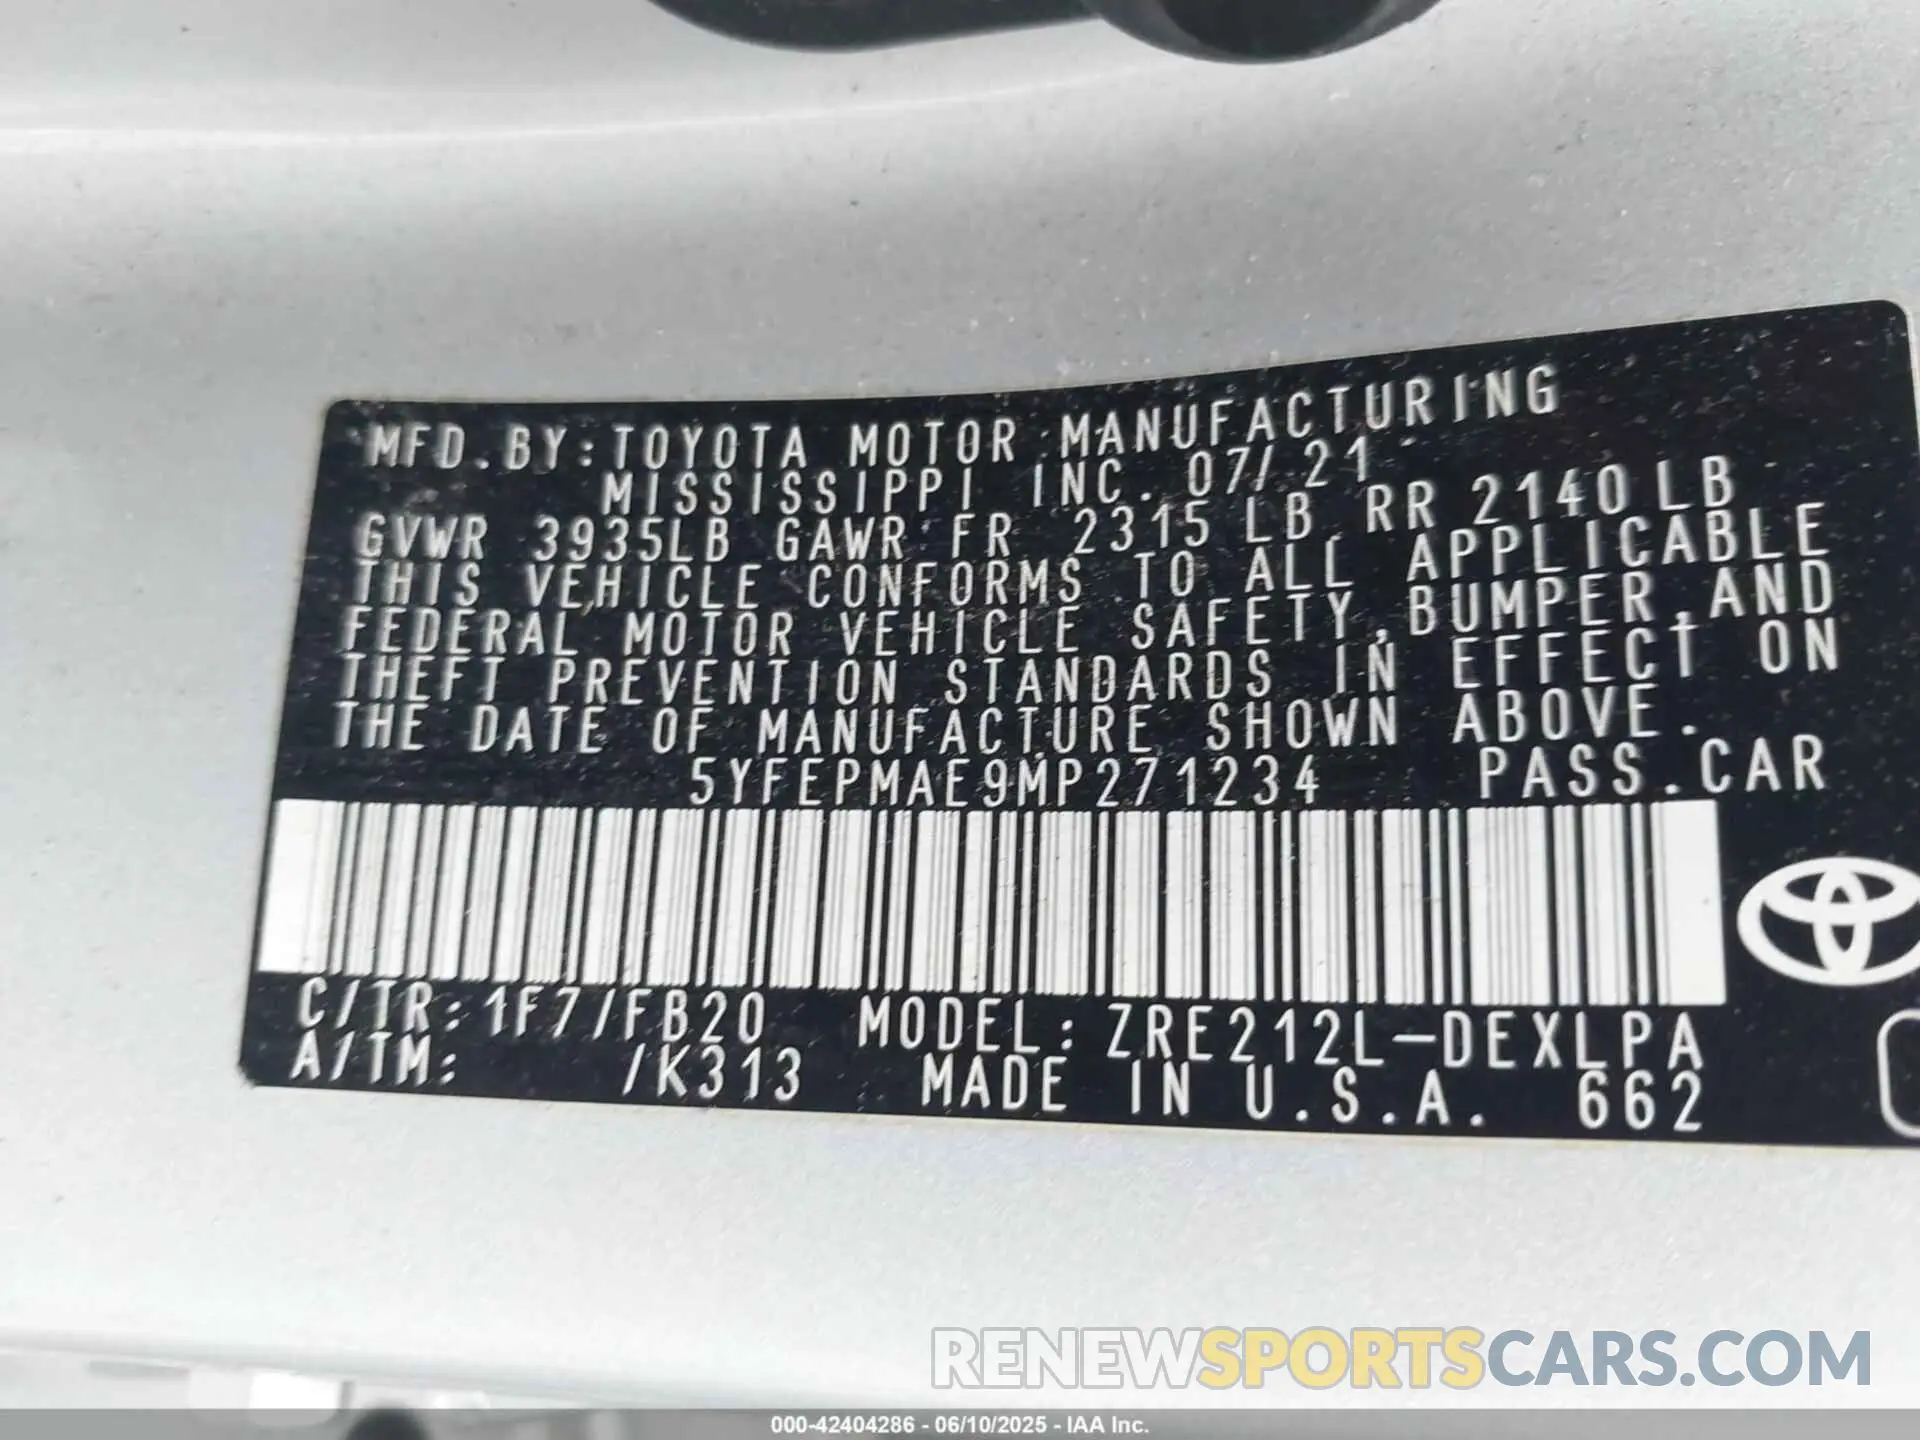 MFD.BY:TOYOTA MOTOR MANUFACTURING
MISSISSIPPI INC. 07/21
GVWR 3935LB GAWR FR 2315 LB RR 2140LB
THIS VEHICLE CONFORMS TO ALL APPLICABLE
FEDERAL MOTOR VEHICLE SAFETY,BUMPER,AND
THEFT PREVENTION STANDARDS IN EFFECT ON
THE DATE OF MANUFACTURE SHOWN ABOVE.
5YFEPMAE9MP271234 PASS.CAR
C/TR:1F7/FB20 MODEL:ZRE212L-DEXLPA
A/TM: /K313 MADE IN U.S.A. 662
RENEWSPORTSCARS.COM
000-42404286 - 06/10/2025 - IAA Inc.